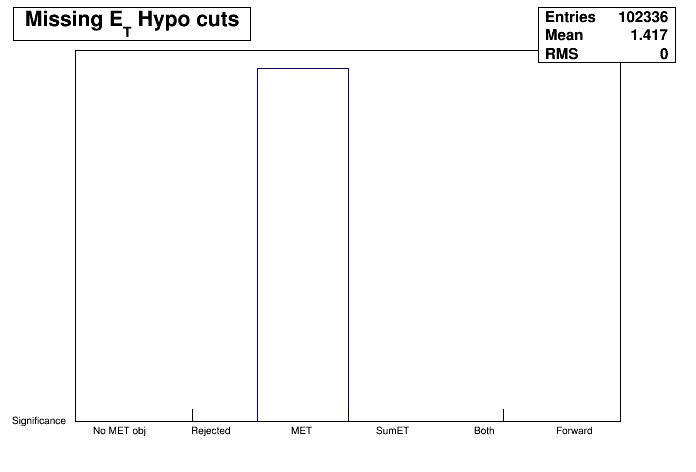 Missing E_T Hypo cuts
Entries 102336
Mean 1.417
RMS 0
Significance
No MET obj Rejected MET SumET Both Forward